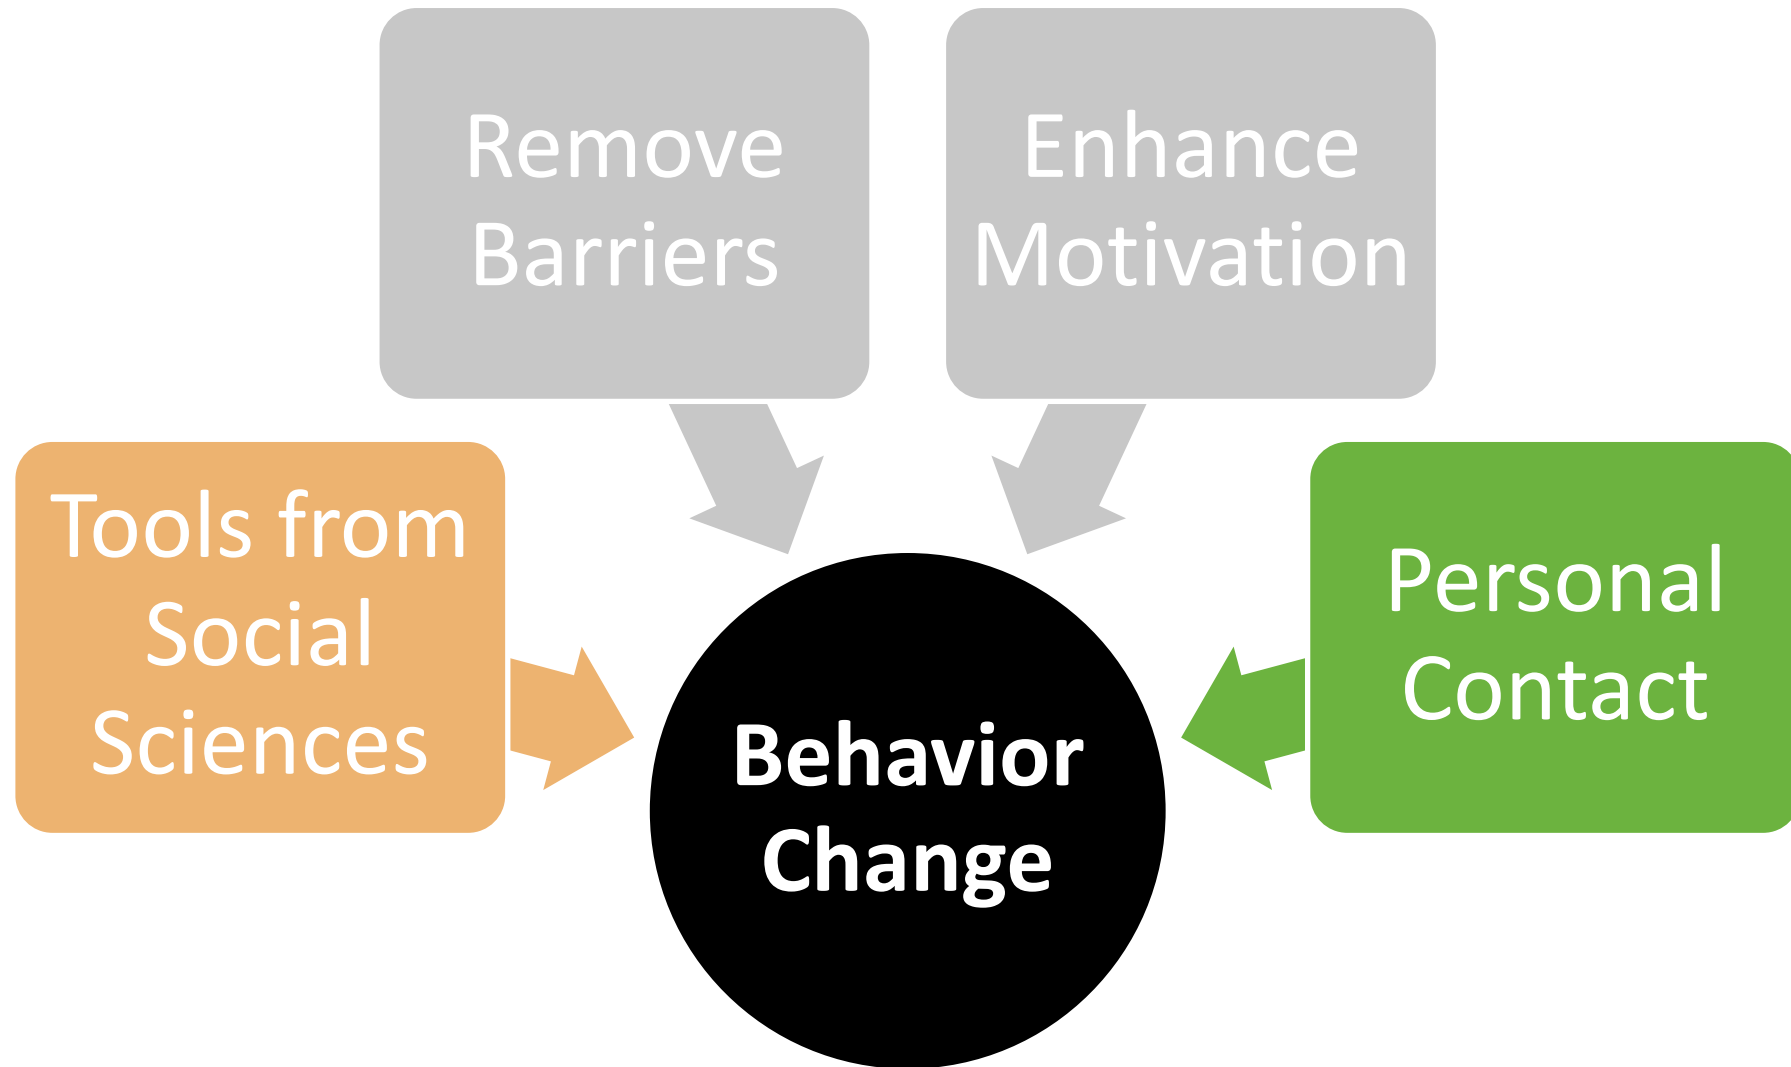 Remove
Barriers
Enhance
Motivation
Tools from
Social
Sciences
Personal
Contact
Behavior
Change